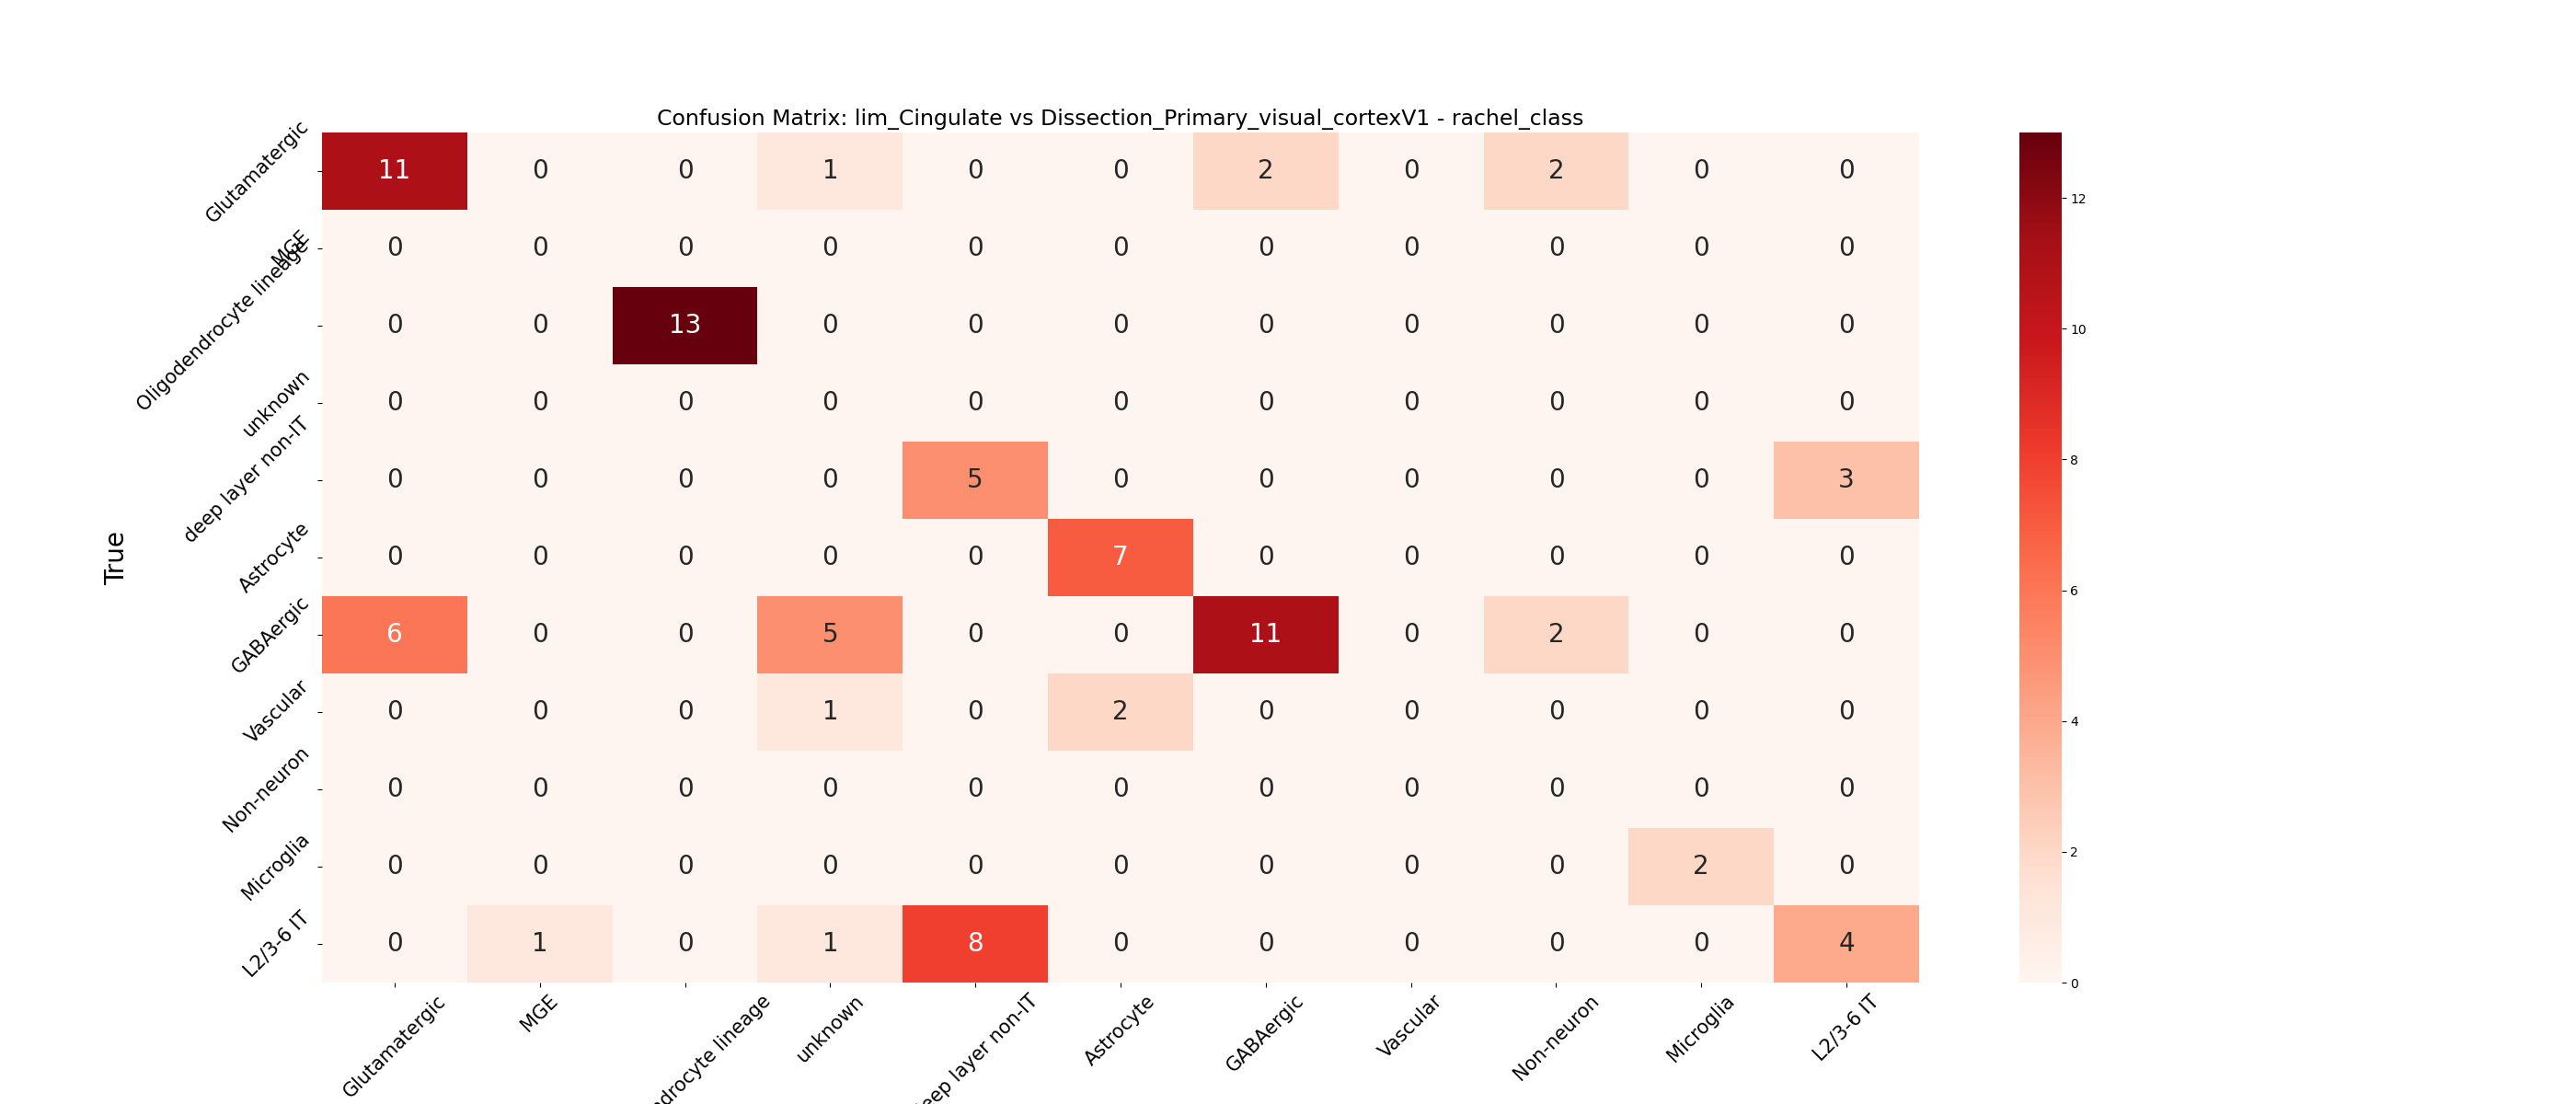 Confusion Matrix: lim_Cingulate vs Dissection_Primary_visual_cortexV1 - rachel_class
True
Glutamatergic 11 0 0 1 0 0 2 0 2 0 0
MGE 0 0 0 0 0 0 0 0 0 0 0
Oligodendrocyte lineage 0 0 13 0 0 0 0 0 0 0 0
unknown 0 0 0 0 0 0 0 0 0 0 0
deep layer non-IT 0 0 0 0 5 0 0 0 0 0 3
Astrocyte 0 0 0 0 0 7 0 0 0 0 0
GABAergic 6 0 0 5 0 0 11 0 2 0 0
Vascular 0 0 0 1 0 2 0 0 0 0 0
Non-neuron 0 0 0 0 0 0 0 0 0 0 0
Microglia 0 0 0 0 0 0 0 0 0 2 0
L2/3-6 IT 0 1 0 1 8 0 0 0 0 0 4
Glutamatergic
MGE
lineage
unknown
layer non-IT
Astrocyte
GABAergic
Vascular
Non-neuron
Microglia
L2/3-6 IT
12
10
8
6
4
2
0